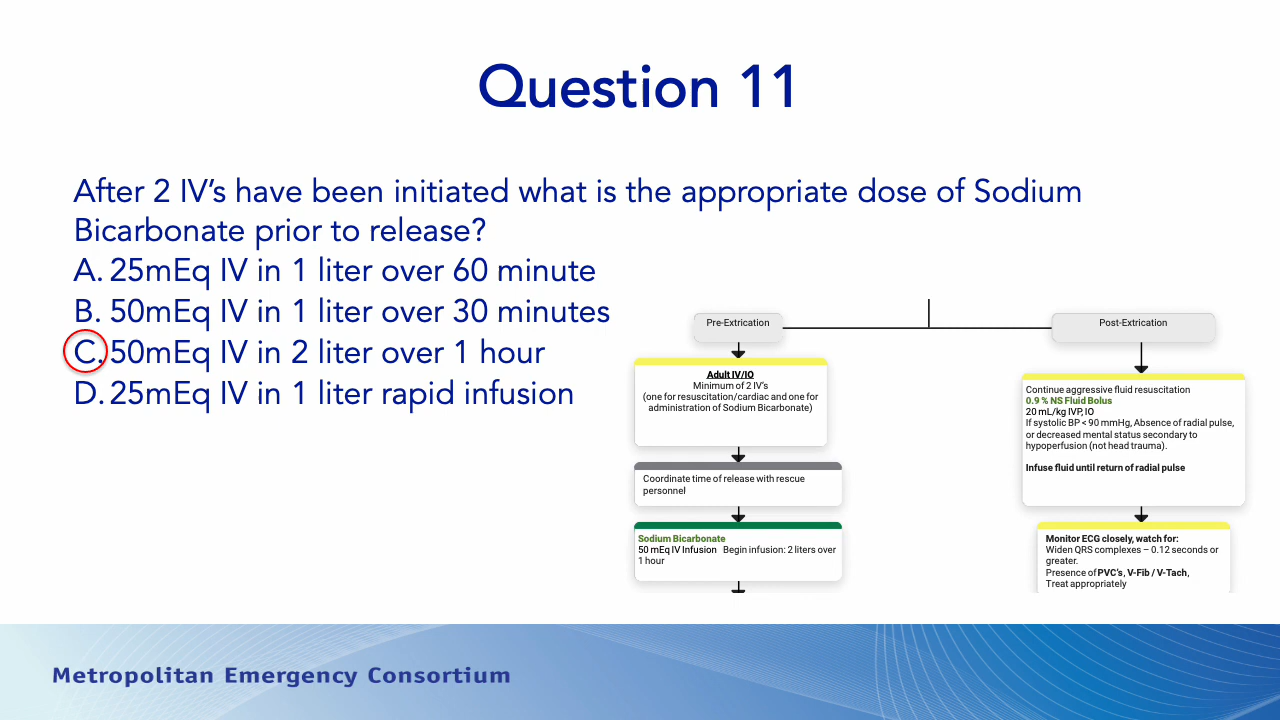 Question 11
After 2 IV’s have been initiated what is the appropriate dose of Sodium
Bicarbonate prior to release?
A. 25mEq IV in 1 liter over 60 minute
B. 50mEq IV in 1 liter over 30 minutes
C. 50mEq IV in 2 liter over 1 hour
D. 25mEq IV in 1 liter rapid infusion
Pre-Extrication
Adult IV/IO
Minimum of 2 IV's
(one for resuscitation/cardiac and one for
administration of Sodium Bicarbonate)
Coordinate time of release with rescue
personnel
Sodium Bicarbonate
50 mEq IV Infusion Begin infusion: 2 liters over
1 hour
Post-Extrication
Continue aggressive fluid resuscitation
0.9 % NS Fluid Bolus
20 mL/kg IVP, IO
If systolic BP < 90 mmHg, Absence of radial pulse,
or decreased mental status secondary to
hypoperfusion (not head trauma).
Infuse fluid until return of radial pulse
Monitor ECG closely, watch for:
Widen QRS complexes – 0.12 seconds or
greater.
Presence of PVC's, V-Fib / V-Tach,
Treat appropriately
Metropolitan Emergency Consortium